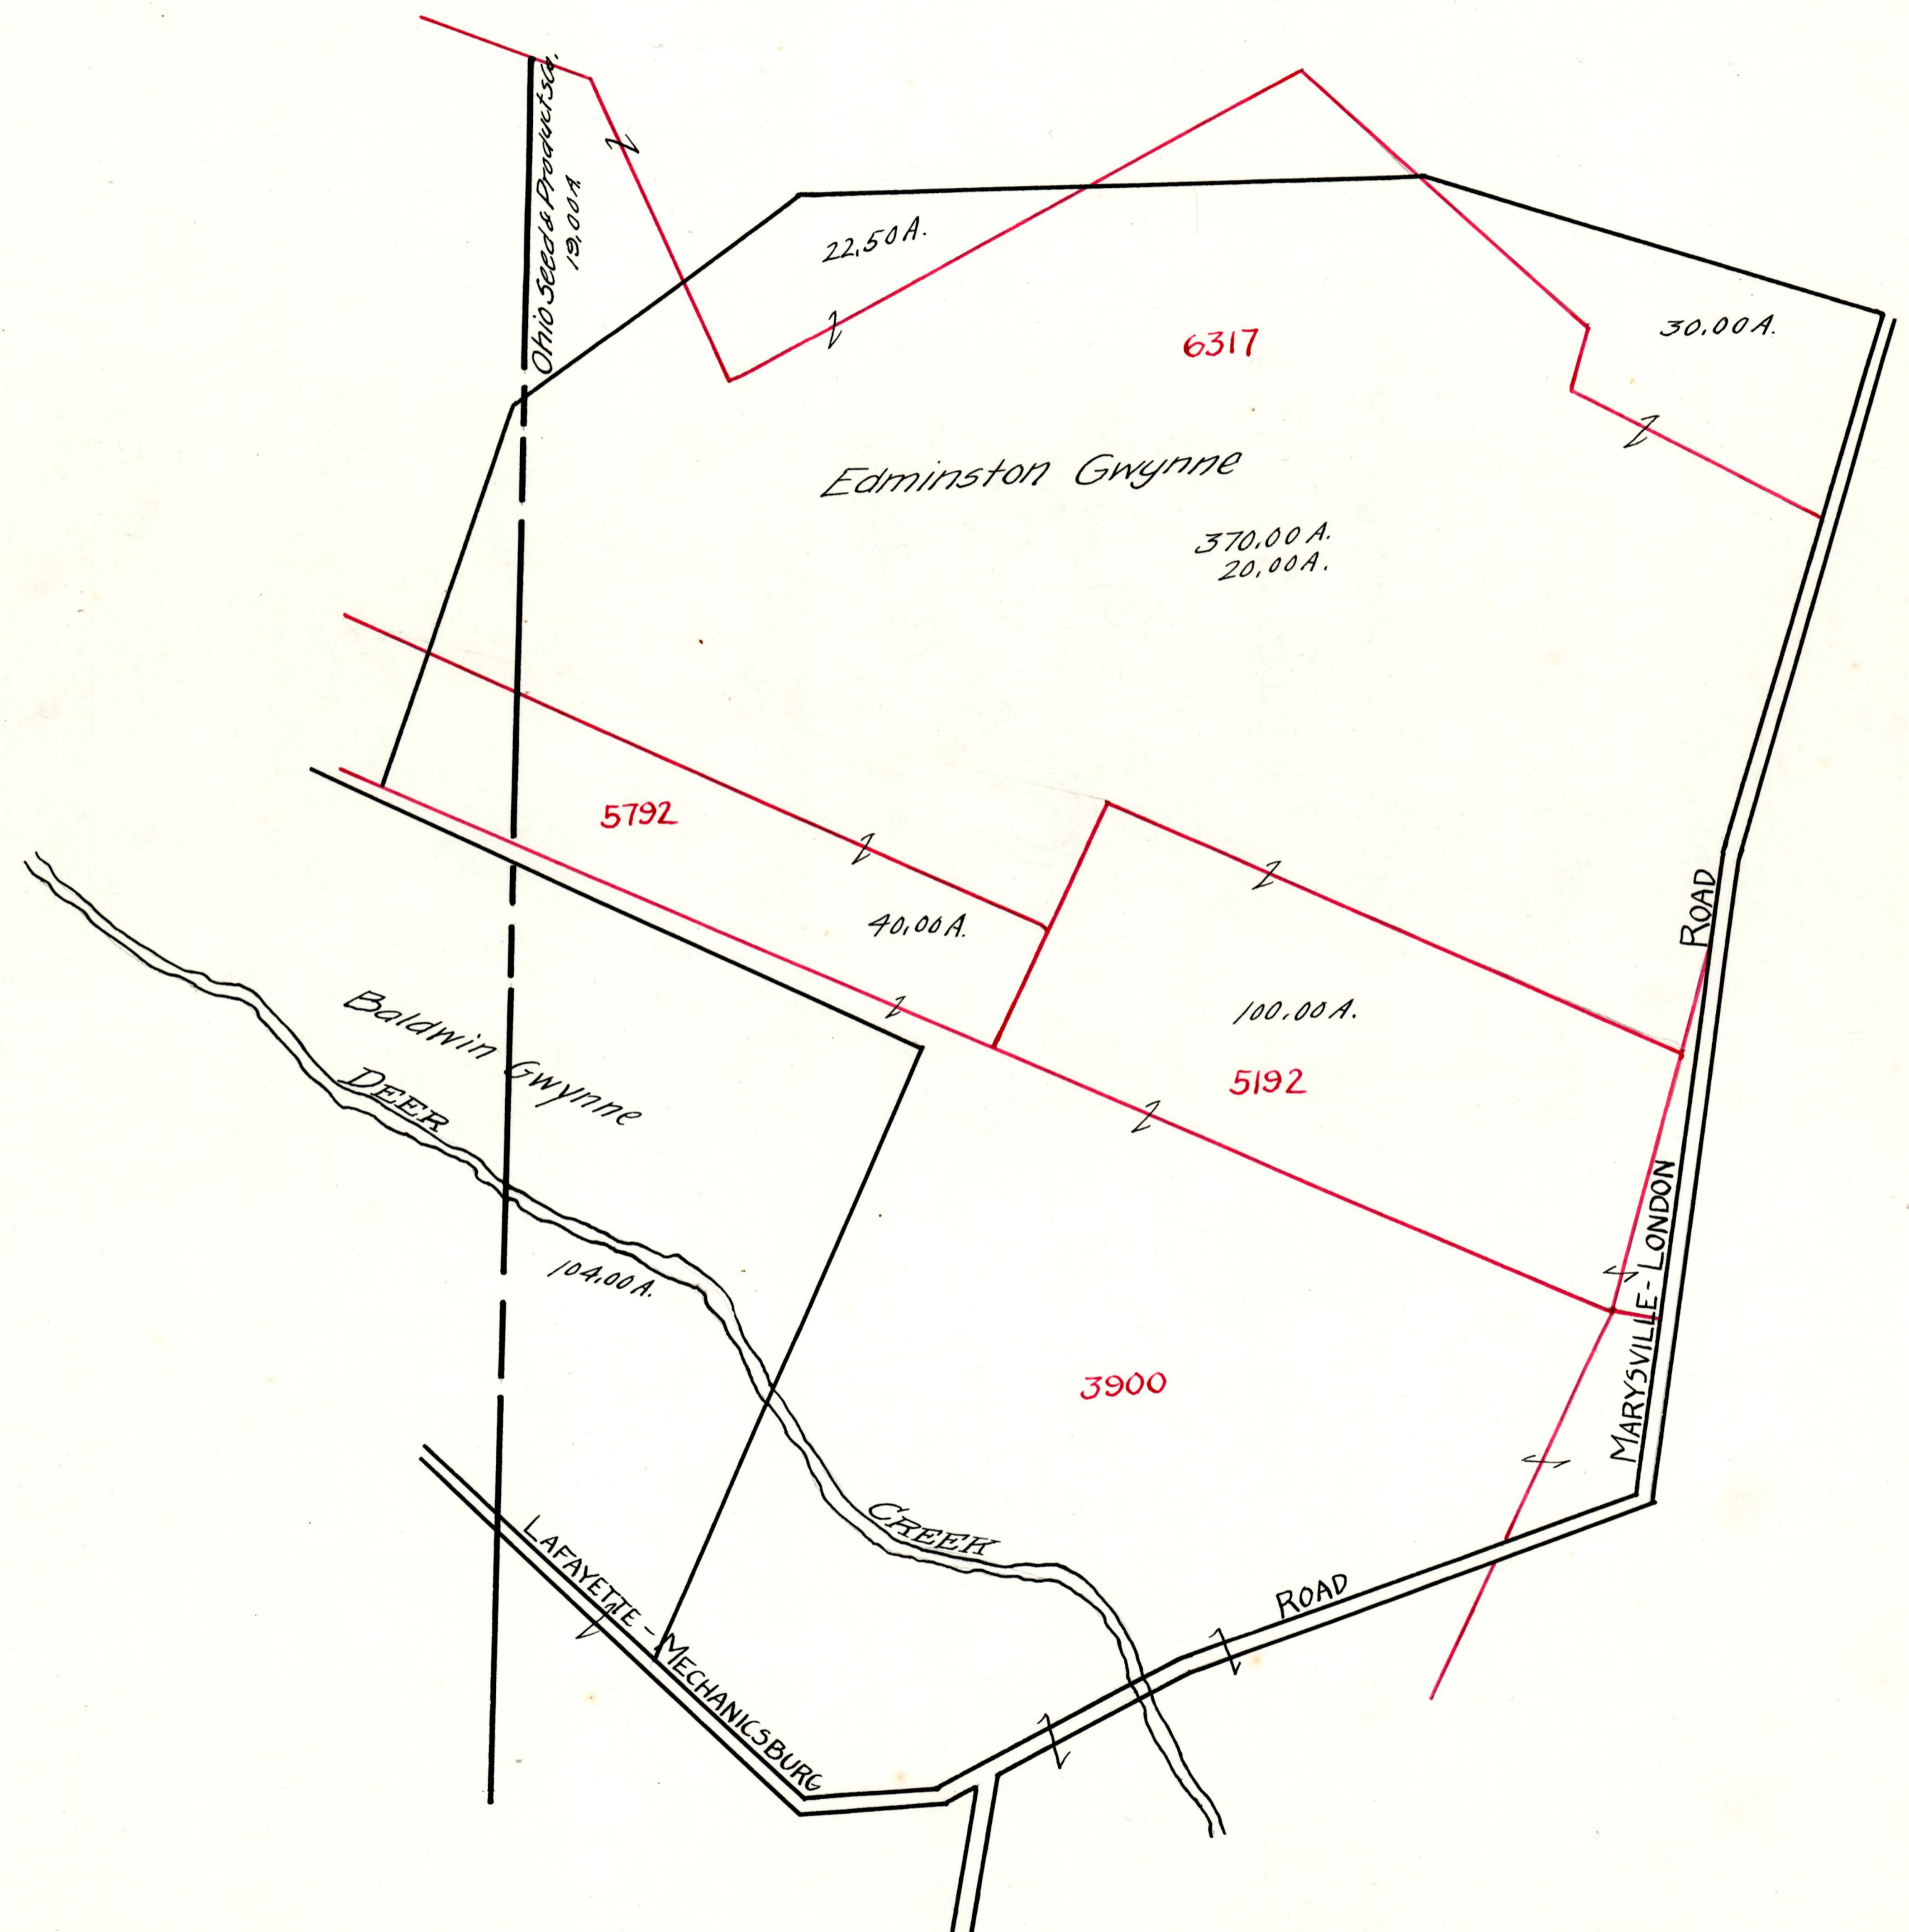 Ohio Seed & Products Co.
19.00 A.
22.50 A.
6317
30.00 A.
Edminston Gwynne
370.00 A.
20.00 A.
5792
40.00 A.
ROAD
100.00 A.
5192
Baldwin Gwynne
DEER
104.00 A.
MARYSVILLE - LONDON
3900
CREEK
LAFAYETTE - MECHANICSBURG
ROAD